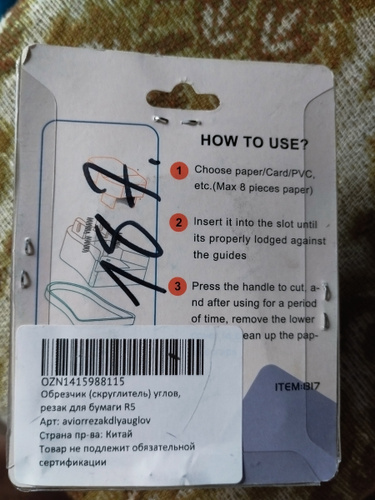 HOW TO USE?
1 Choose paper/Card/PVC,
etc.(Max 8 pieces paper)
2 Insert it into the slot until
its properly lodged against
the guides
3 Press the handle to cut, a-
nd after using for a period
of time, remove the lower
ean up the pap-
187.
ITEM:817
OZN1415988115
Обрезчик (скруглитель) углов,
резак для бумаги R5
Арт: aviorrezakdlyauglov
Страна пр-ва: Китай
Товар не подлежит обязательной
сертификации